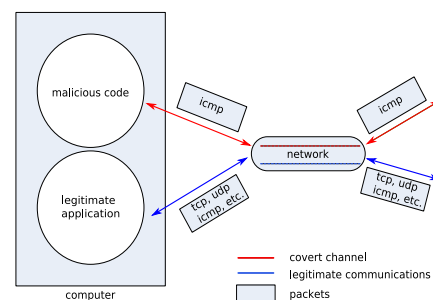 malicious code
legitimate
application
computer
icmp
tcp, udp
icmp, etc.
network
icmp
tcp, udp
icmp, etc.
covert channel
legitimate communications
packets